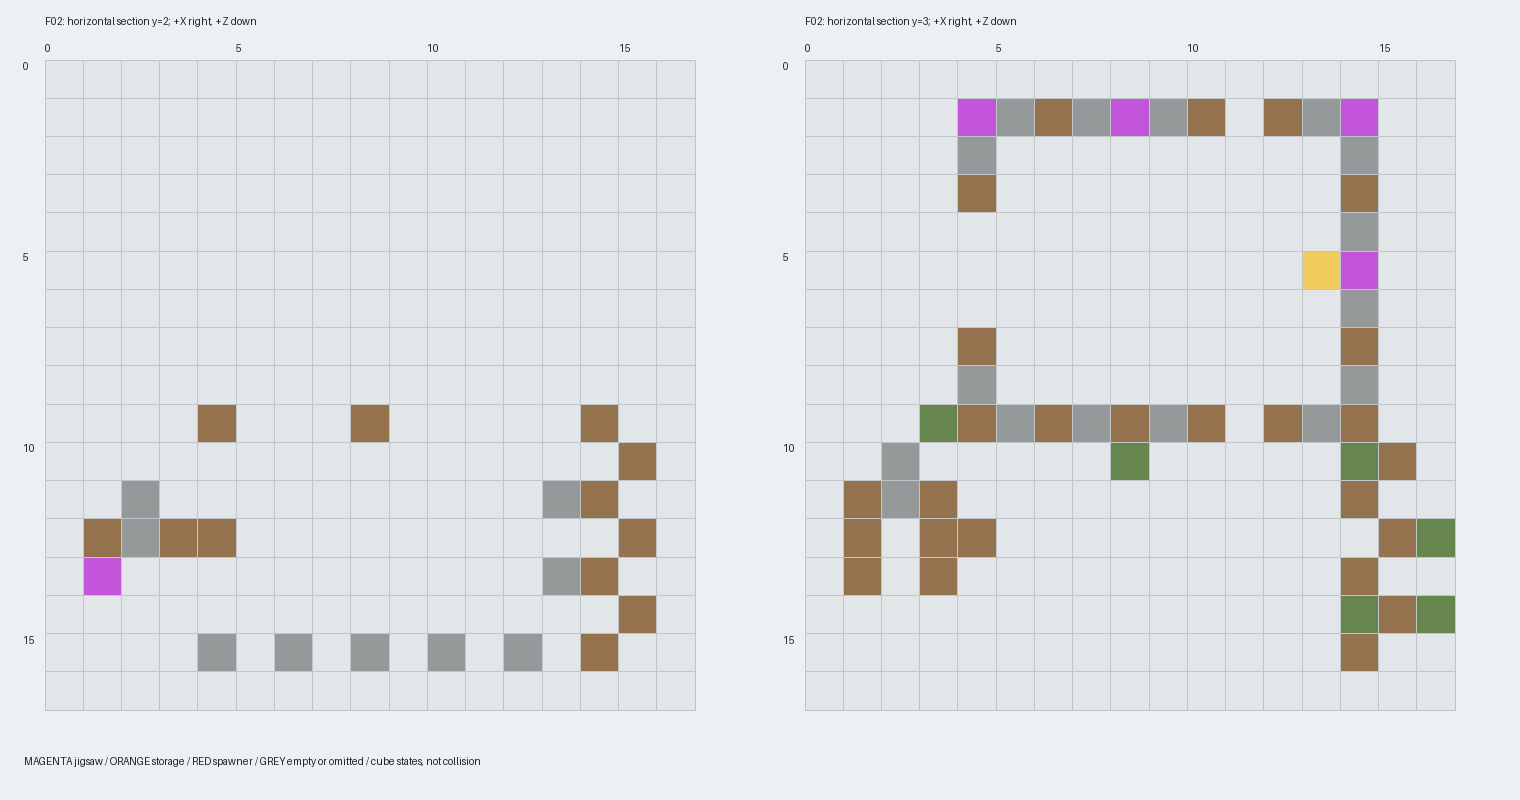 F02: horizontal section y=2; +X right, +Z down
F02: horizontal section y=3; +X right, +Z down
0 5 10 15
0 5 10 15
0
0
5
5
10
10
15
15
MAGENTA jigsaw / ORANGE storage / RED spawner / GREY empty or omitted / cube states, not collision